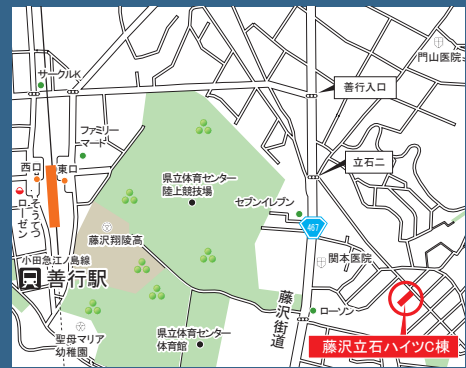 門山医院
サークルK
善行入口
ファミリー
マート
立石二
西口
東口
県立体育センター
陸上競技場
そうてつ
ローゼン
セブンイレブン
467
藤沢翔陵高
関本医院
小田急江ノ島線
善行駅
藤沢街道
ローソン
県立体育センター
体育館
聖母マリア
幼稚園
藤沢立石ハイツC棟